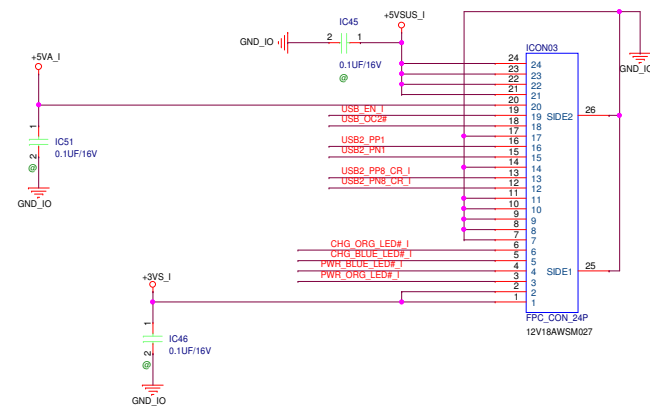 IC45
+5VSUS_I
GND_IO
2
1
0.1UF/16V
@
+5VA_I
1
IC51
0.1UF/16V
2
@
GND_IO
GND_IO
ICON03
24 24
23 23
22 22
21 21
20 20
USB_EN_I 19 19
USB_OC2# 18 18
17 17
USB2_PP1 16 16
USB2_PN1 15 15
14 14
USB2_PP8_CR_I 13 13
USB2_PN8_CR_I 12 12
11 11
10 10
9 9
8 8
7 7
CHG_ORG_LED#_I 6 6
CHG_BLUE_LED#_I 5 5
PWR_BLUE_LED#_I 4 4
PWR_ORG_LED#_I 3 3
2 2
1 1
SIDE2 26
SIDE1 25
FPC_CON_24P
12V18AWSM027
+3VS_I
1
IC46
0.1UF/16V
2
@
GND_IO